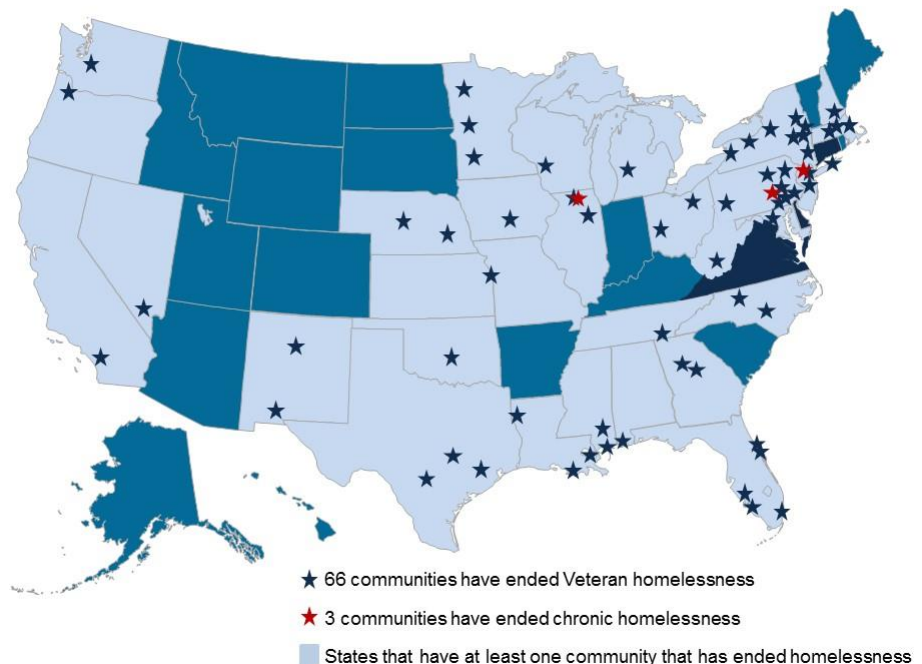 66 communities have ended Veteran homelessness
3 communities have ended chronic homelessness
States that have at least one community that has ended homelessness